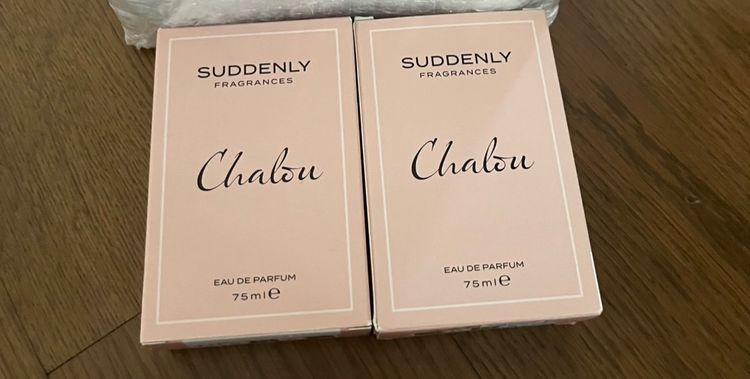 SUDDENLY
FRAGRANCES
Chalou
EAU DE PARFUM
75ml e
SUDDENLY
FRAGRANCES
Chalou
EAU DE PARFUM
75ml e